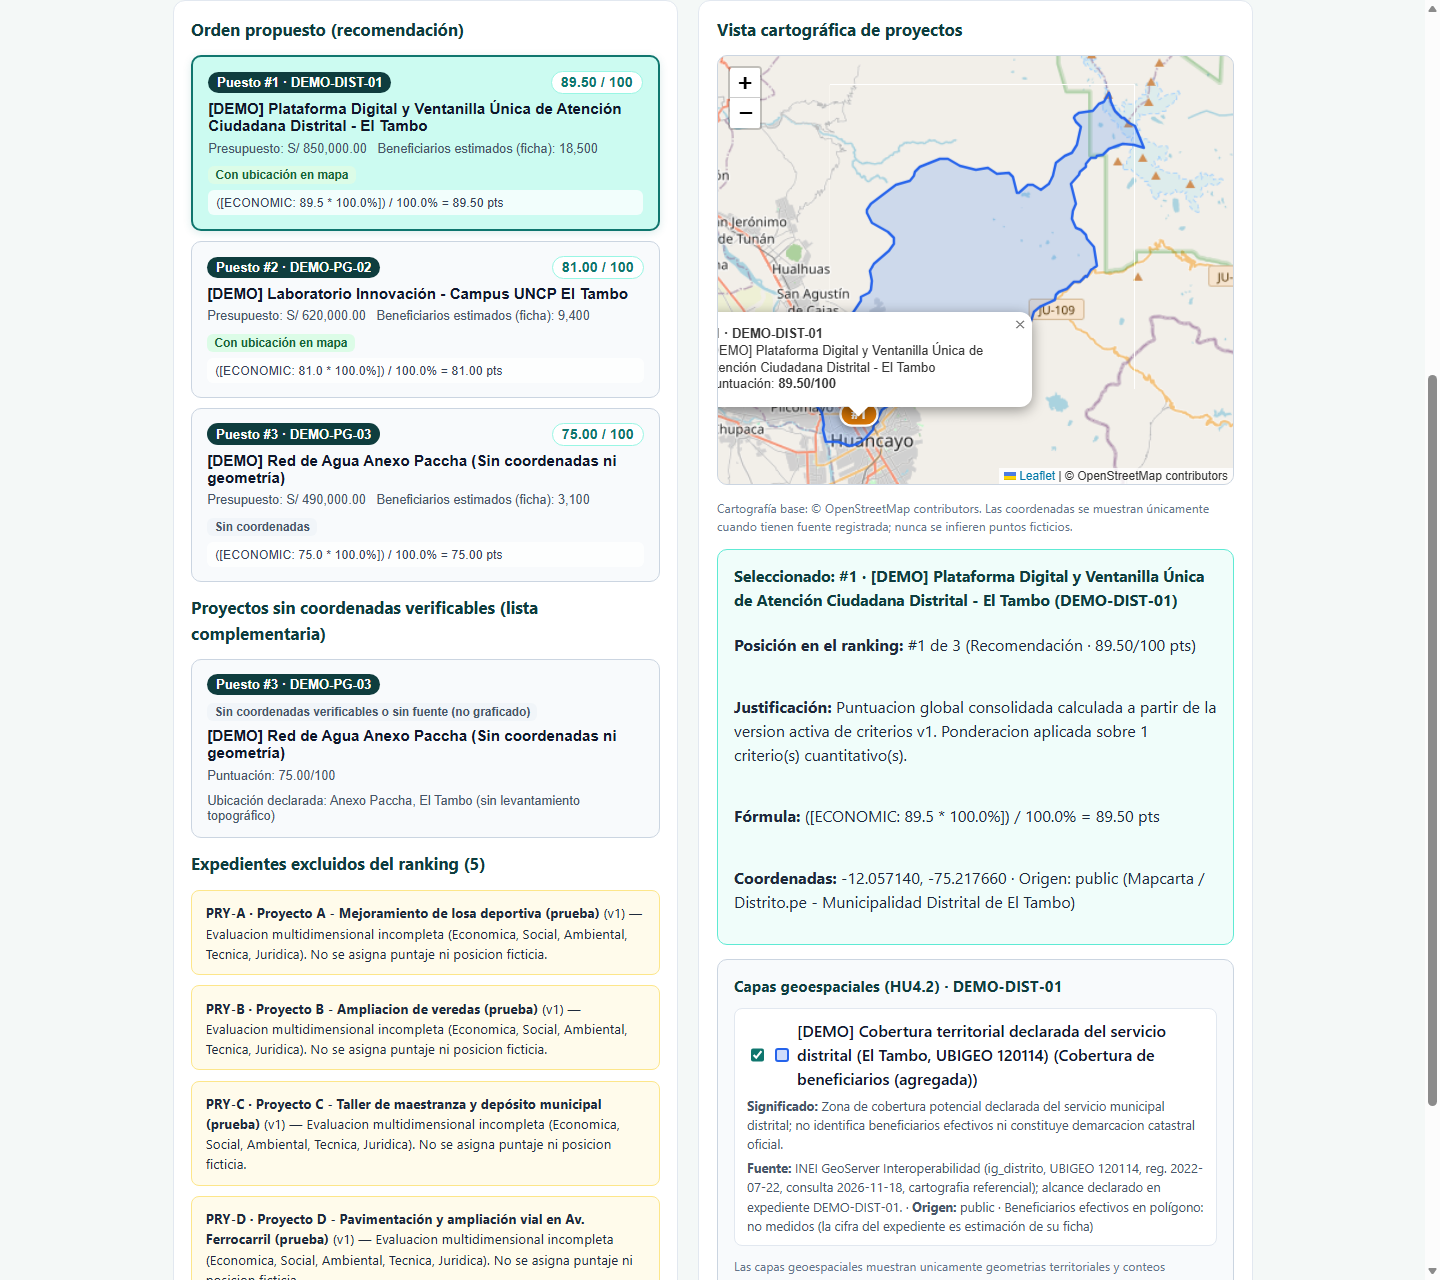 Orden propuesto (recomendación)
Puesto #1 · DEMO-DIST-01
89.50 / 100
[DEMO] Plataforma Digital y Ventanilla Única de Atención
Ciudadana Distrital - El Tambo
Presupuesto: S/ 850,000.00 Beneficiarios estimados (ficha): 18,500
Con ubicación en mapa
([ECONOMIC: 89.5 * 100.0%]) / 100.0% = 89.50 pts
Puesto #2 · DEMO-PG-02
81.00 / 100
[DEMO] Laboratorio Innovación - Campus UNCP El Tambo
Presupuesto: S/ 620,000.00 Beneficiarios estimados (ficha): 9,400
Con ubicación en mapa
([ECONOMIC: 81.0 * 100.0%]) / 100.0% = 81.00 pts
Puesto #3 · DEMO-PG-03
75.00 / 100
[DEMO] Red de Agua Anexo Paccha (Sin coordenadas ni
geometría)
Presupuesto: S/ 490,000.00 Beneficiarios estimados (ficha): 3,100
Sin coordenadas
([ECONOMIC: 75.0 * 100.0%]) / 100.0% = 75.00 pts
Proyectos sin coordenadas verificables (lista
complementaria)
Puesto #3 · DEMO-PG-03
Sin coordenadas verificables o sin fuente (no graficado)
[DEMO] Red de Agua Anexo Paccha (Sin coordenadas ni
geometría)
Puntuación: 75.00/100
Ubicación declarada: Anexo Paccha, El Tambo (sin levantamiento
topográfico)
Expedientes excluidos del ranking (5)
PRY-A · Proyecto A - Mejoramiento de losa deportiva (prueba) (v1) —
Evaluacion multidimensional incompleta (Economica, Social, Ambiental,
Tecnica, Juridica). No se asigna puntaje ni posicion ficticia.
PRY-B · Proyecto B - Ampliacion de veredas (prueba) (v1) —
Evaluacion multidimensional incompleta (Economica, Social, Ambiental,
Tecnica, Juridica). No se asigna puntaje ni posicion ficticia.
PRY-C · Proyecto C - Taller de maestranza y depósito municipal
(prueba) (v1) — Evaluacion multidimensional incompleta (Economica,
Social, Ambiental, Tecnica, Juridica). No se asigna puntaje ni posicion
ficticia.
PRY-D · Proyecto D - Pavimentación y ampliación vial en Av.
Ferrocarril (prueba) (v1) — Evaluacion multidimensional incompleta
(Economica, Social, Ambiental, Tecnica, Juridica). No se asigna puntaje ni
posicion ficticia.
Vista cartográfica de proyectos
+
−
ón
n Jerónimo
de Tunán
na
Hualhuas
San Agustín
de Cajas
JU-109
JU-
· DEMO-DIST-01
×
EMO] Plataforma Digital y Ventanilla Única de
ención Ciudadana Distrital - El Tambo
untuación: 89.50/100
Pilcomayo
#1
hupaca
Huancayo
Leaflet | © OpenStreetMap contributors
Cartografía base: © OpenStreetMap contributors. Las coordenadas se muestran únicamente
cuando tienen fuente registrada; nunca se infieren puntos ficticios.
Seleccionado: #1 · [DEMO] Plataforma Digital y Ventanilla Única
de Atención Ciudadana Distrital - El Tambo (DEMO-DIST-01)
Posición en el ranking: #1 de 3 (Recomendación · 89.50/100 pts)
Justificación: Puntuacion global consolidada calculada a partir de la
version activa de criterios v1. Ponderacion aplicada sobre 1
criterio(s) cuantitativo(s).
Fórmula: ([ECONOMIC: 89.5 * 100.0%]) / 100.0% = 89.50 pts
Coordenadas: -12.057140, -75.217660 · Origen: public (Mapcarta /
Distrito.pe - Municipalidad Distrital de El Tambo)
Capas geoespaciales (HU4.2) · DEMO-DIST-01
[DEMO] Cobertura territorial declarada del servicio
distrital (El Tambo, UBIGEO 120114) (Cobertura de
beneficiarios (agregada))
Significado: Zona de cobertura potencial declarada del servicio municipal
distrital; no identifica beneficiarios efectivos ni constituye demarcacion catastral
oficial.
Fuente: INEI GeoServer Interoperabilidad (ig_distrito, UBIGEO 120114, reg. 2022-
07-22, consulta 2026-11-18, cartografia referencial); alcance declarado en
expediente DEMO-DIST-01. · Origen: public · Beneficiarios efectivos en polígono:
no medidos (la cifra del expediente es estimación de su ficha)
Las capas geoespaciales muestran unicamente geometrias territoriales y conteos